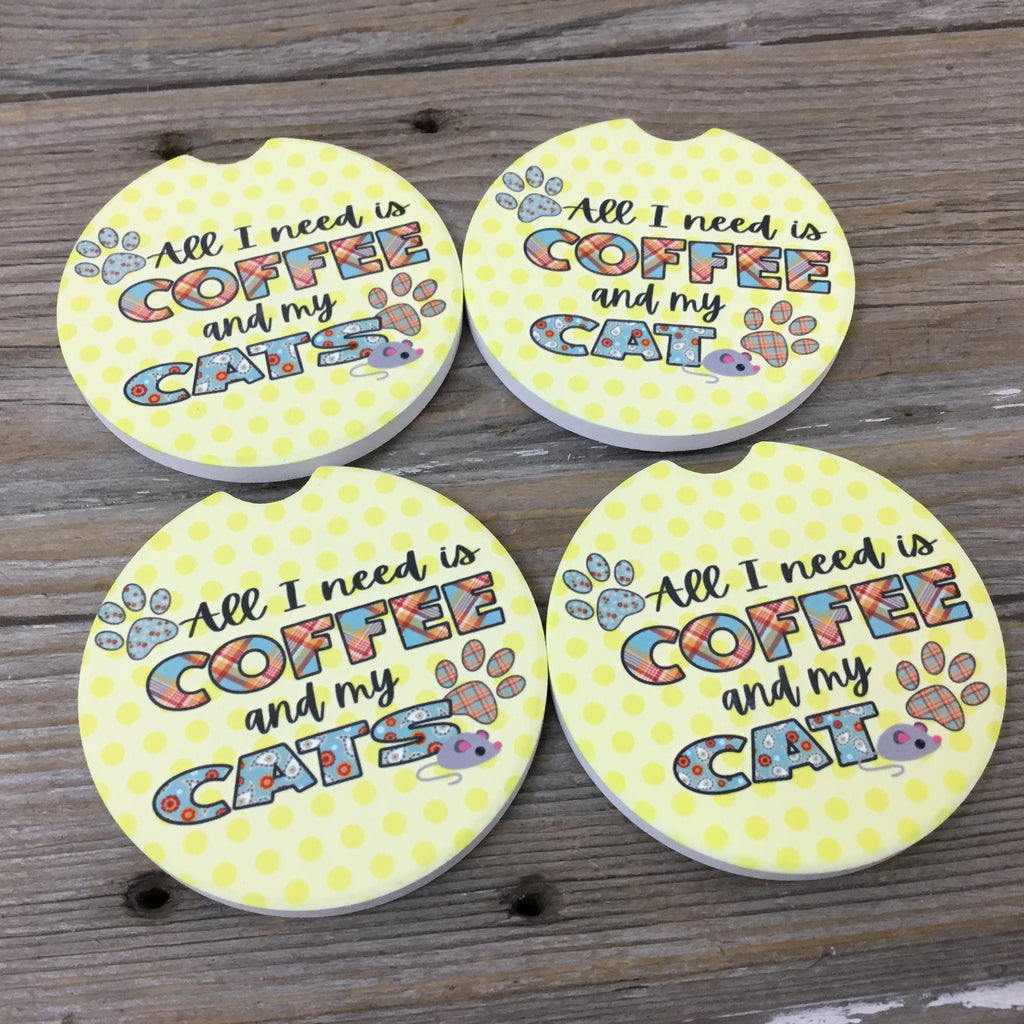 All I need is
COFFEE
and my
CATS
All I need is
COFFEE
and my
CAT
All I need is
COFFEE
and my
CATS
All I need is
COFFEE
and my
CAT